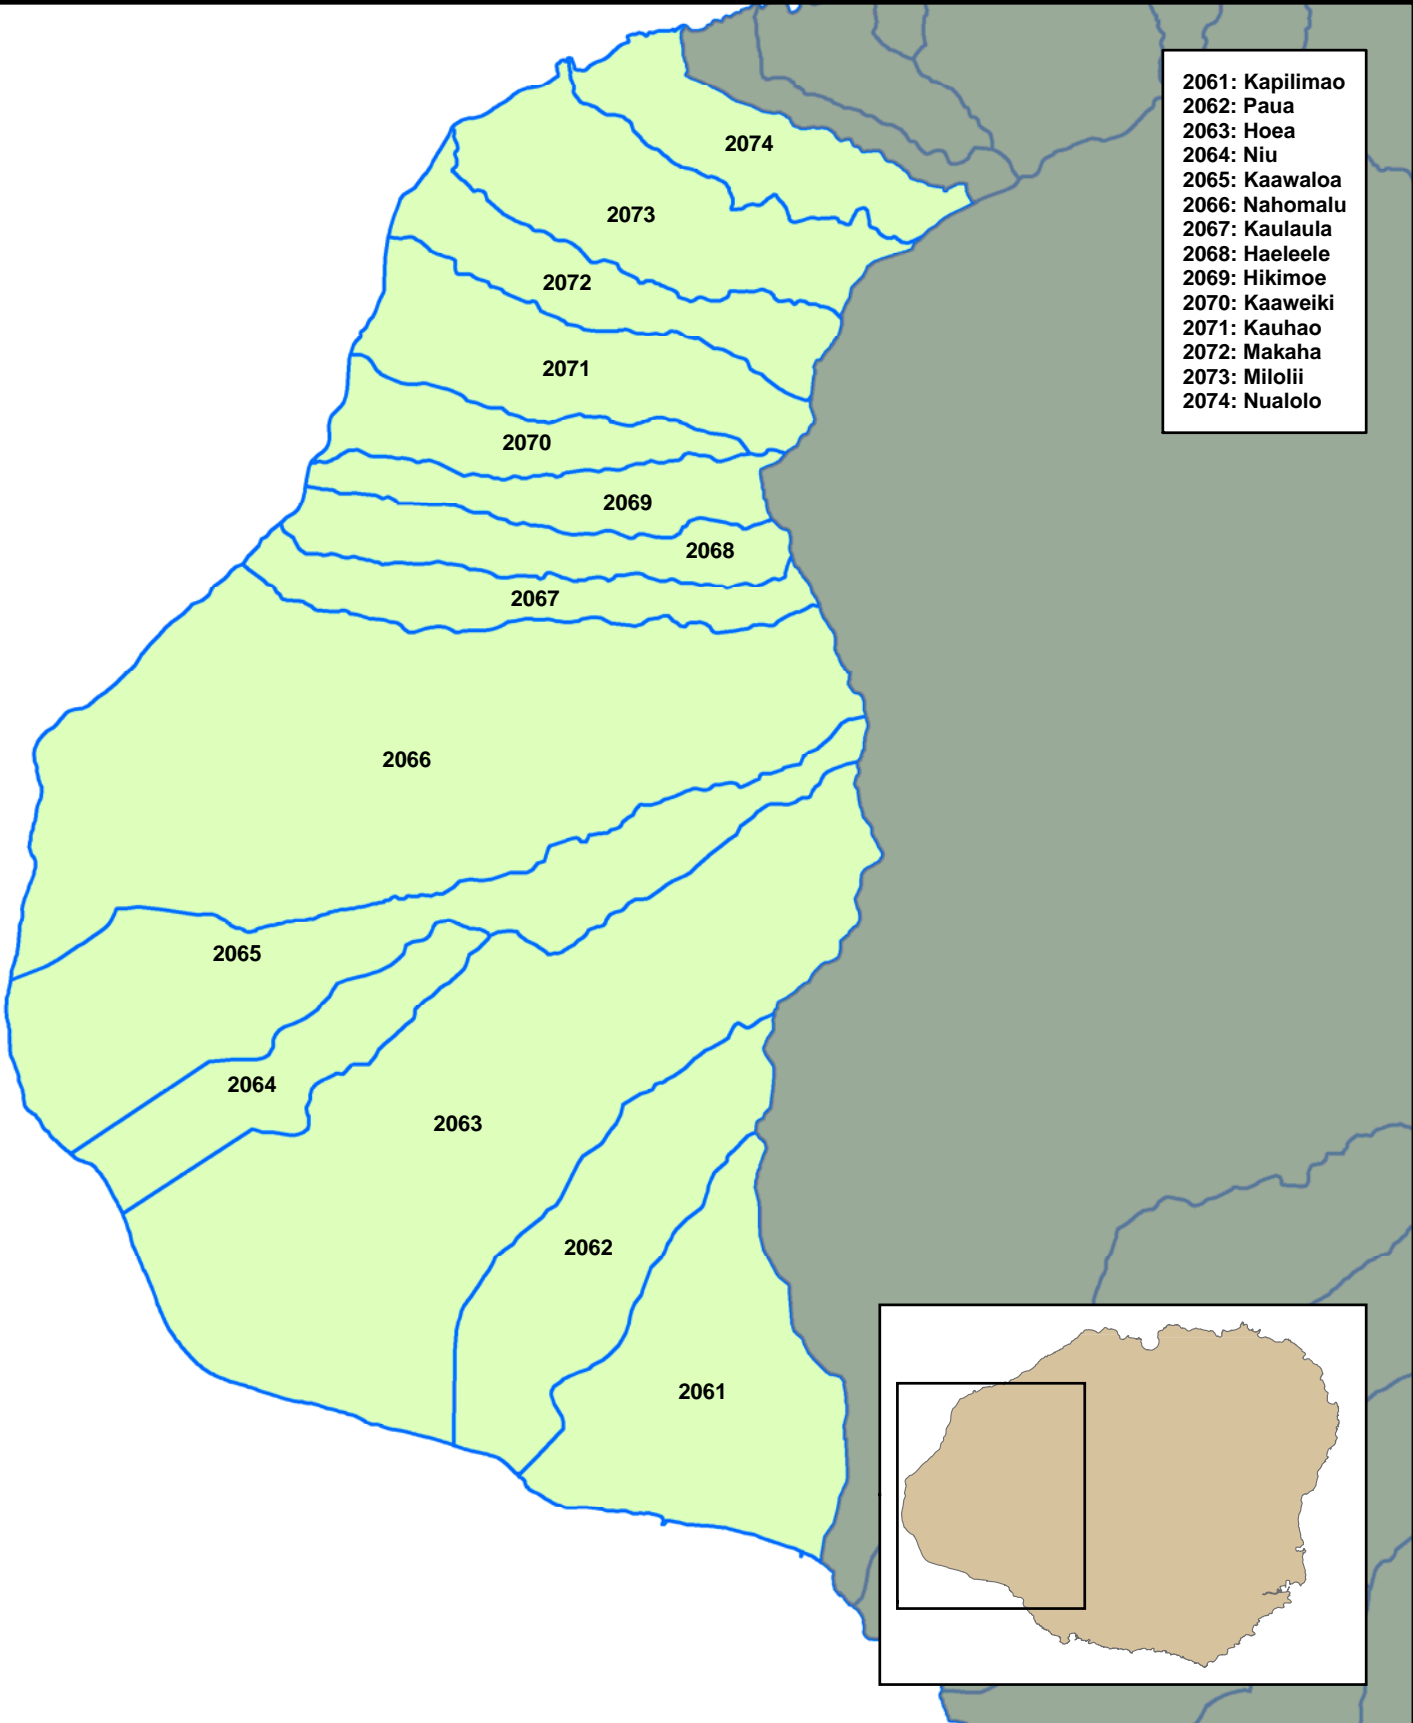 2061: Kapilimao
2062: Paua
2063: Hoea
2064: Niu
2065: Kaawaloa
2066: Nahomalu
2067: Kaulaula
2068: Haeleele
2069: Hikimoe
2070: Kaaweiki
2071: Kauhao
2072: Makaha
2073: Milolii
2074: Nualolo
2074
2073
2072
2071
2070
2069
2068
2067
2066
2065
2064
2063
2062
2061